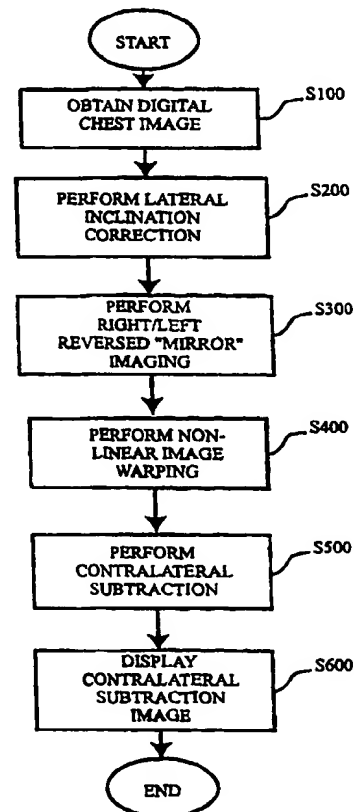 START
OBTAIN DIGITAL
CHEST IMAGE
S100
PERFORM LATERAL
INCLINATION
CORRECTION
S200
PERFORM
RIGHT/LEFT
REVERSED "MIRROR"
IMAGING
S300
PERFORM NON-
LINEAR IMAGE
WARPING
S400
PERFORM
CONTRALATERAL
SUBTRACTION
S500
DISPLAY
CONTRALATERAL
SUBTRACTION
IMAGE
S600
END